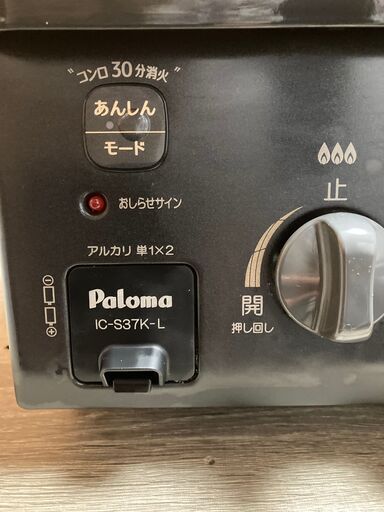 "コンロ30分消火"
あんしん
モード
おしらせサイン
止
アルカリ 単1×2
Paloma
IC-S37K-L
開
押し回し